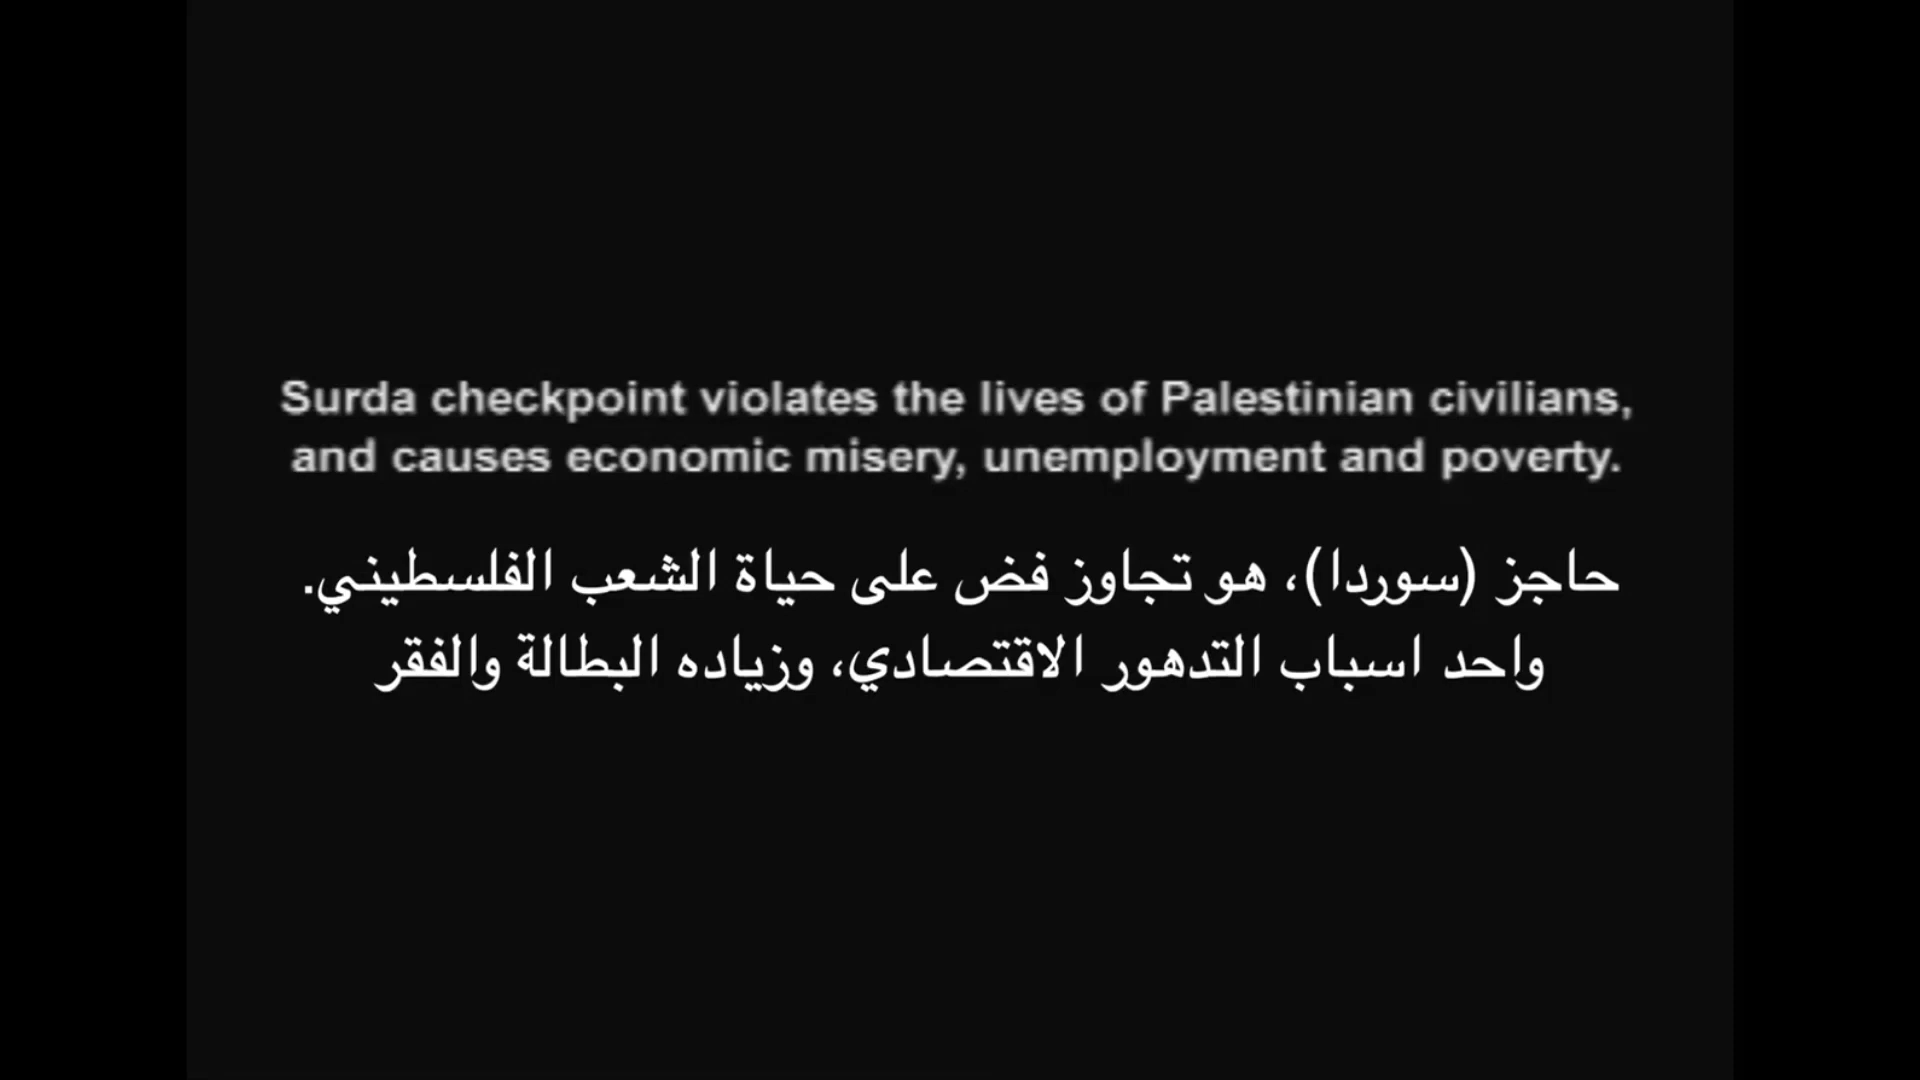 Surda checkpoint violates the lives of Palestinian civilians,
and causes economic misery, unemployment and poverty.
حاجز (سوردا)، هو تجاوز فض على حياة الشعب الفلسطيني.
واحد اسباب التدهور الاقتصادي، وزياده البطالة والفقر